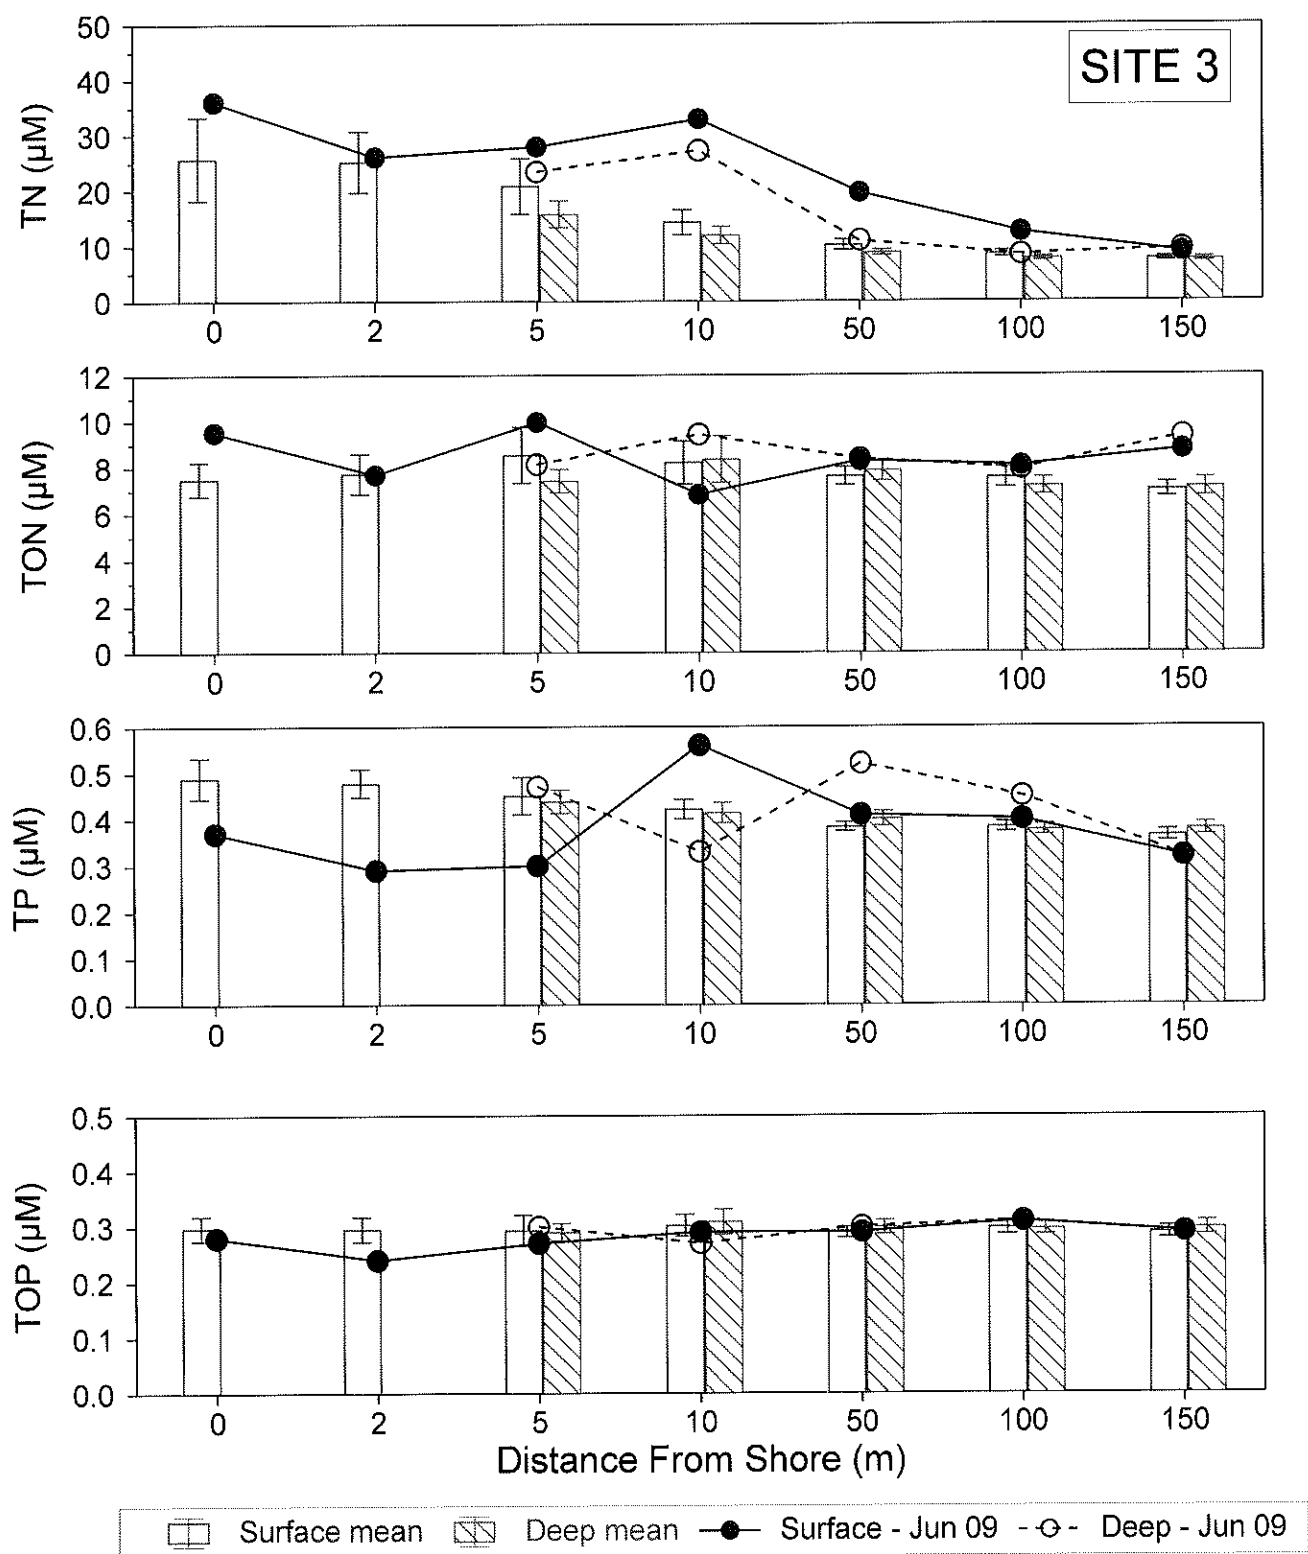 SITE 3
TN (µM)
50
40
30
20
10
0
0 2 5 10 50 100 150
TON (µM)
12
10
8
6
4
2
0
0 2 5 10 50 100 150
TP (µM)
0.6
0.5
0.4
0.3
0.2
0.1
0.0
0 2 5 10 50 100 150
TOP (µM)
0.5
0.4
0.3
0.2
0.1
0.0
0 2 5 10 50 100 150
Distance From Shore (m)
Surface mean Deep mean Surface - Jun 09 Deep - Jun 09